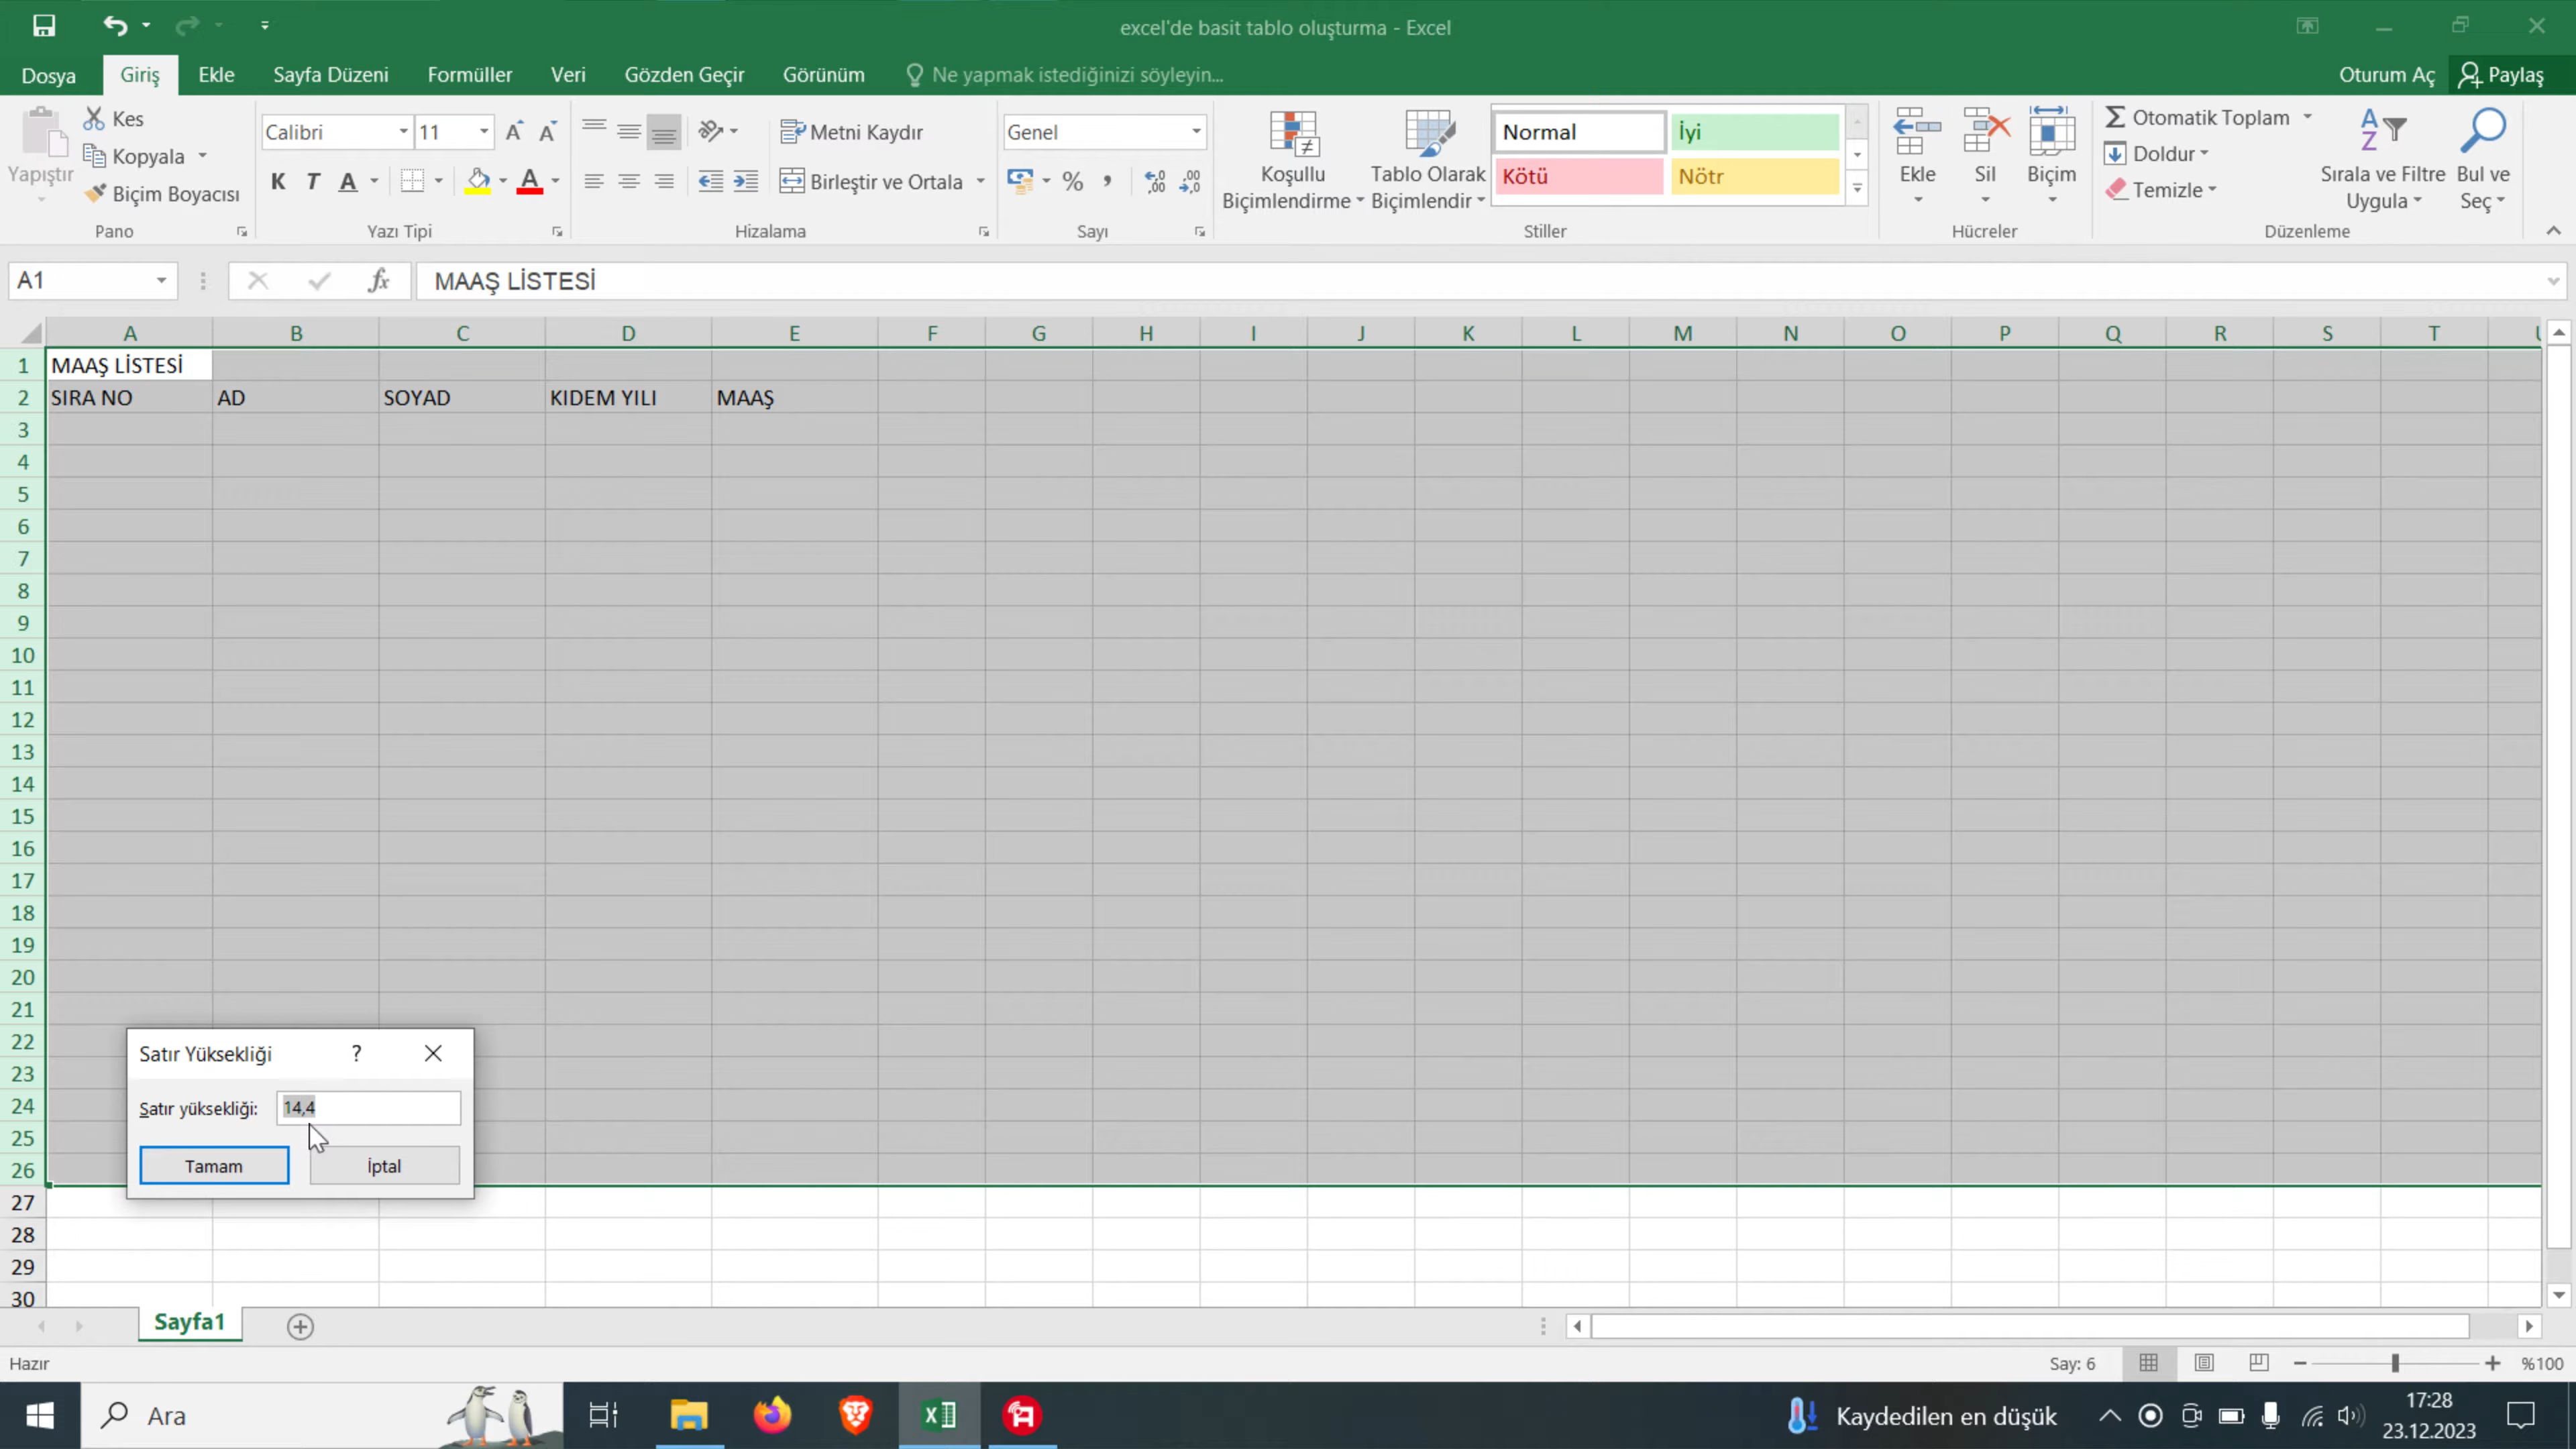 excel'de basit tablo oluşturma - Excel
Dosya Giriş Ekle Sayfa Düzeni Formüller Veri Gözden Geçir Görünüm Ne yapmak istediğinizi söyleyin... Oturum Aç Paylaş
Yapıştır Kes Kopyala Biçim Boyacısı
Calibri 11
K T A A
Metni Kaydır
Birleştir ve Ortala
Genel
% ,
Koşullu Biçimlendirme
Tablo Olarak Biçimlendir
Normal İyi
Kötü Nötr
Ekle Sil Biçim
Otomatik Toplam
Doldur
Temizle
Sırala ve Filtre Uygula
Bul ve Seç
Pano Yazı Tipi Hizalama Sayı Stiller Hücreler Düzenleme
A1 fx MAAŞ LİSTESİ
A B C D E F G H I J K L M N O P Q R S T
1 MAAŞ LİSTESİ
2 SIRA NO AD SOYAD KIDEM YILI MAAŞ
3
4
5
6
7
8
9
10
11
12
13
14
15
16
17
18
19
20
21
22
23
24
25
26
27
28
29
30
Satır Yüksekliği ?
Satır yüksekliği: 14,4
Tamam İptal
Sayfa1
Hazır Say: 6 %100
Ara Kaydedilen en düşük 17:28
23.12.2023